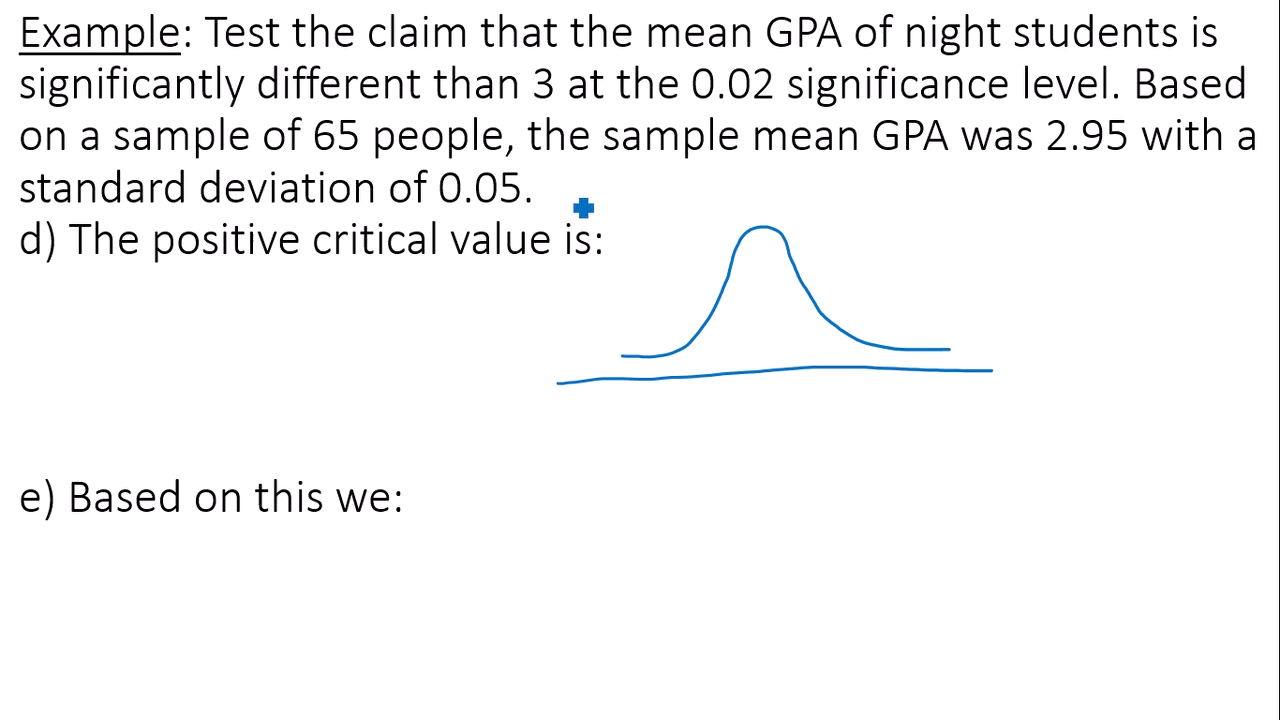 Example: Test the claim that the mean GPA of night students is
significantly different than 3 at the 0.02 significance level. Based
on a sample of 65 people, the sample mean GPA was 2.95 with a
standard deviation of 0.05.
d) The positive critical value is:
e) Based on this we: